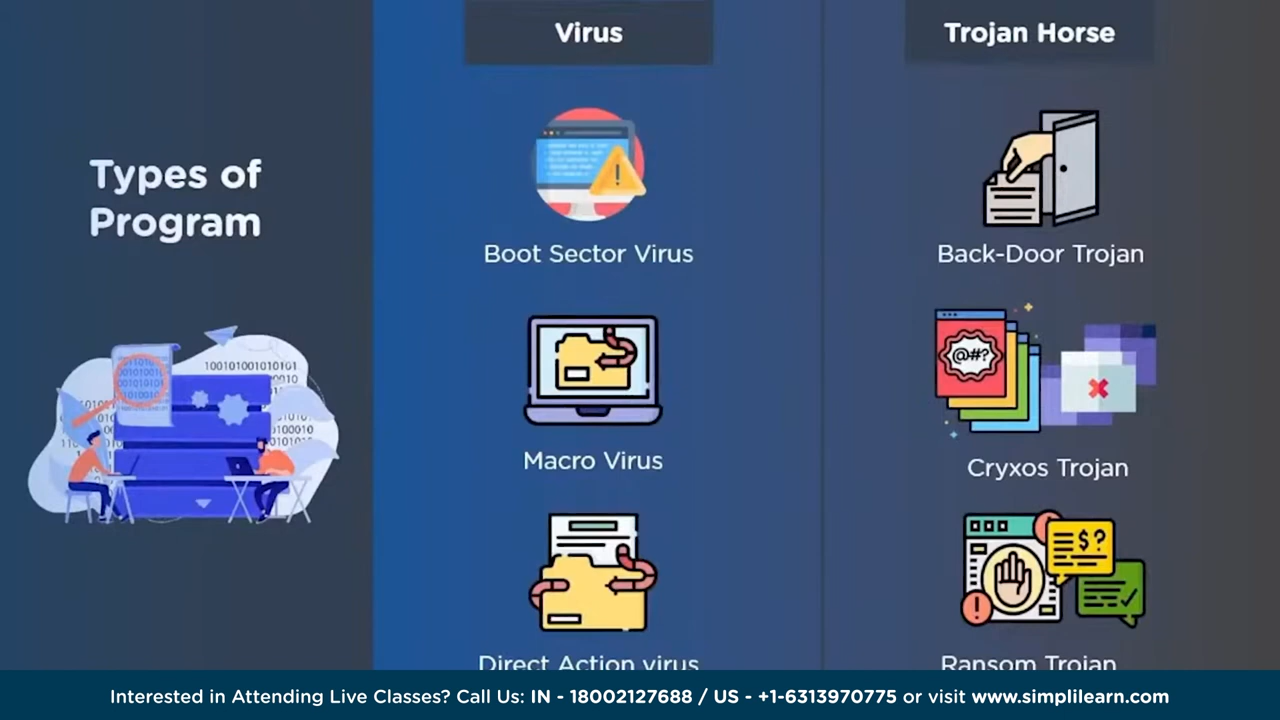 Types of
Program
Virus
Boot Sector Virus
Macro Virus
Direct Action virus
Trojan Horse
Back-Door Trojan
@#?
Cryxos Trojan
$?
Ransom Trojan
100101001010101
Interested in Attending Live Classes? Call Us: IN - 18002127688 / US - +1-6313970775 or visit www.simplilearn.com